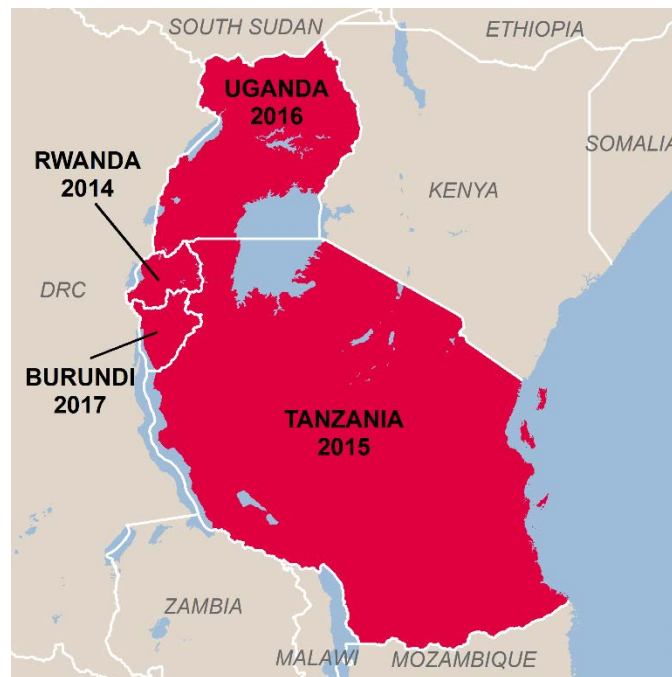 SOUTH SUDAN
ETHIOPIA
UGANDA
2016
SOMALIA
RWANDA
2014
KENYA
DRC
BURUNDI
2017
TANZANIA
2015
ZAMBIA
MALAWI
MOZAMBIQUE